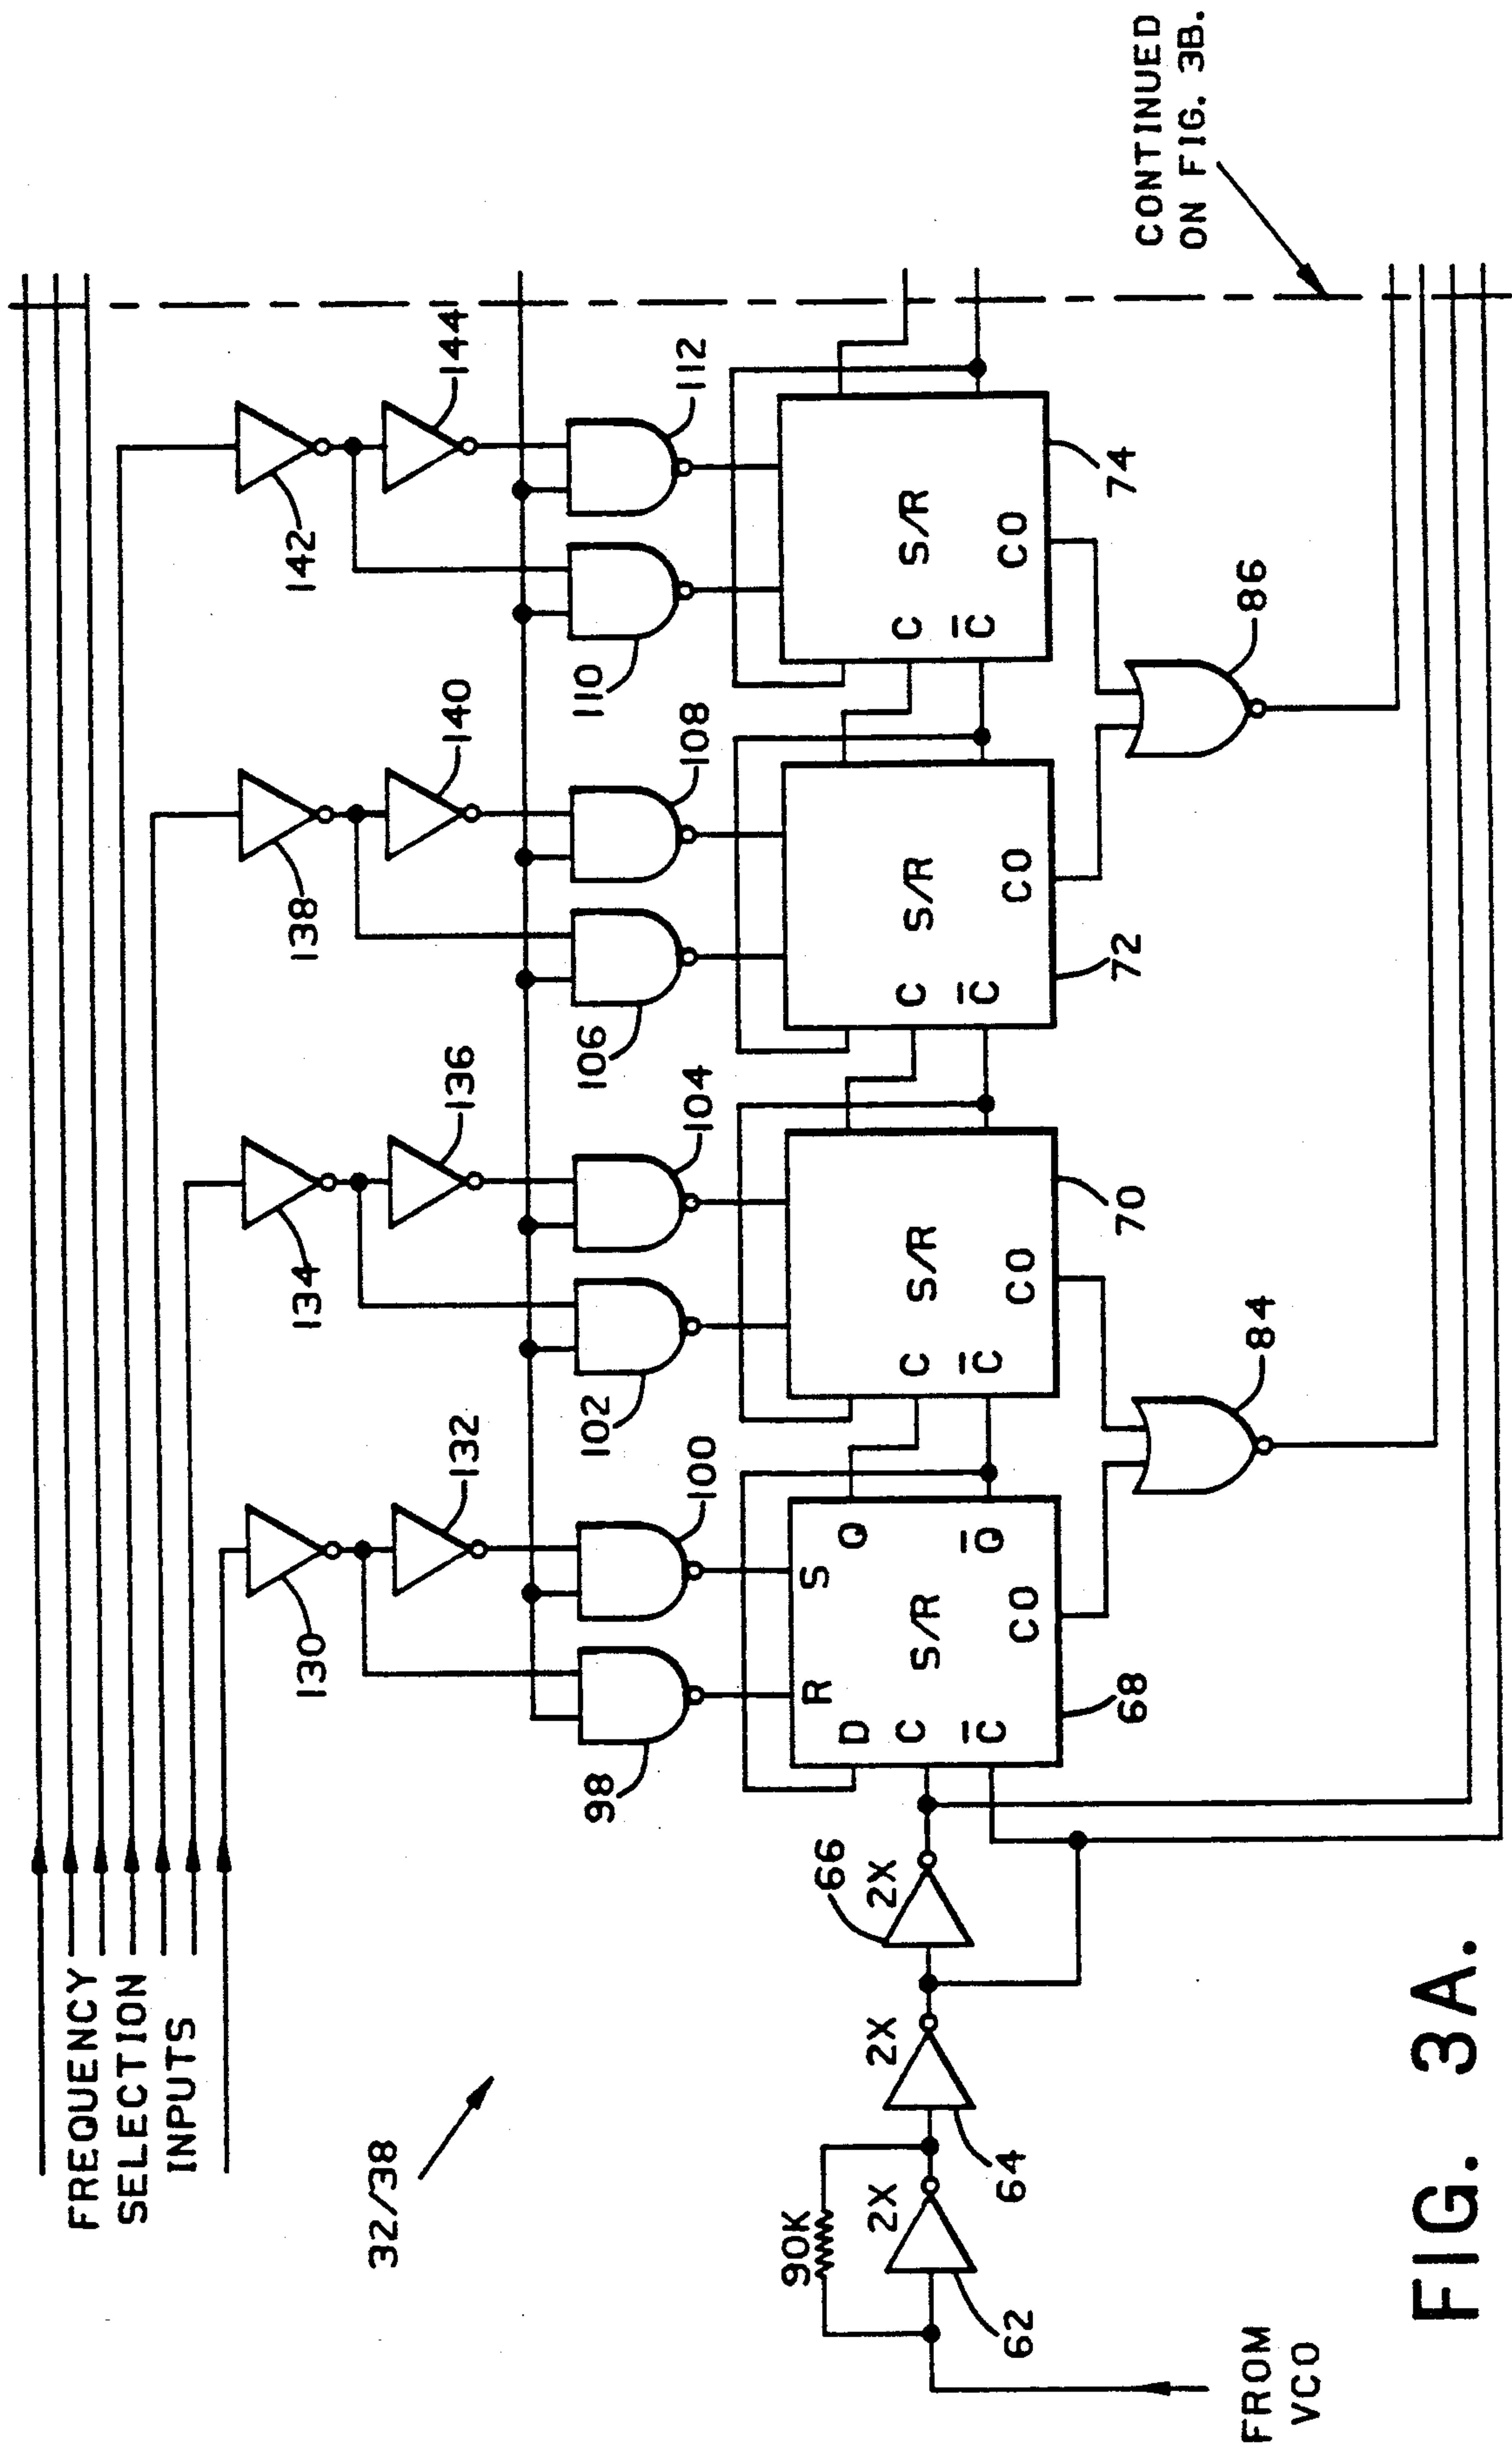 FREQUENCY
SELECTION
INPUTS
32/38
130
132
134
136
138
140
142
144
98
100
102
104
106
108
110
112
FROM
VCO
90K
2X
62
2X
64
2X
66
R
S
D
Q
C
S/R
C̅
Q̅
CO
68
C
S/R
C̅
CO
70
C
S/R
C̅
CO
72
C
S/R
C̅
CO
74
84
86
CONTINUED
ON FIG. 3B.
FIG. 3A.